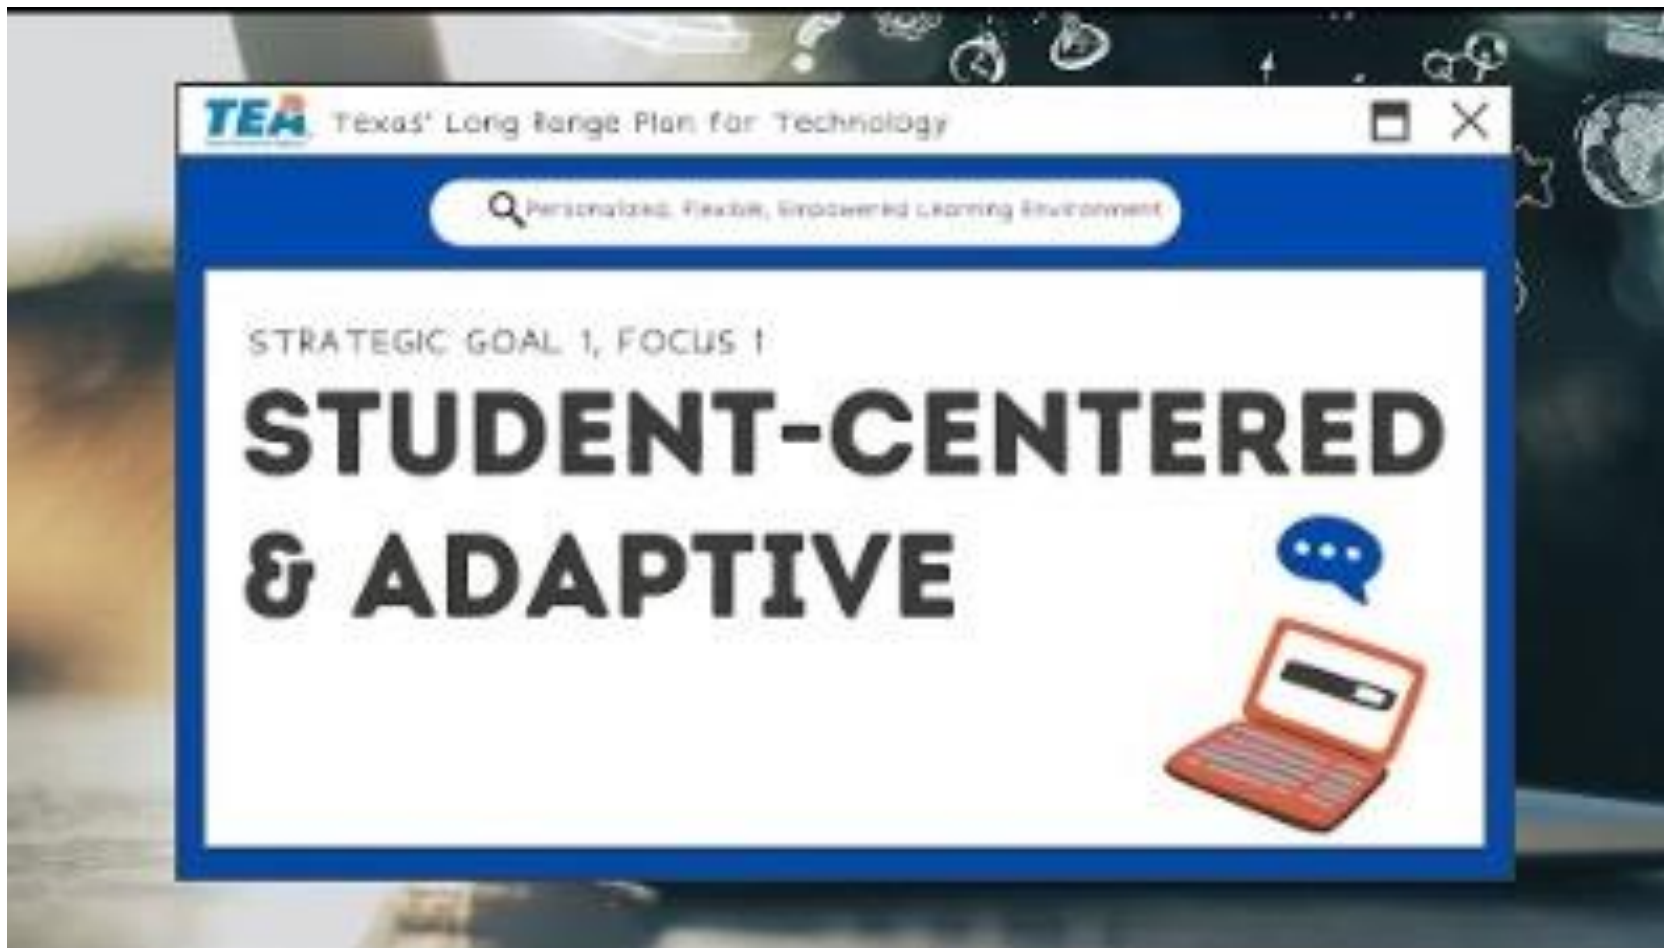 TEA Texas' Long Range Plan for Technology
Personalized, Flexible, Empowered Learning Environment
STRATEGIC GOAL 1, FOCUS 1
STUDENT-CENTERED
& ADAPTIVE